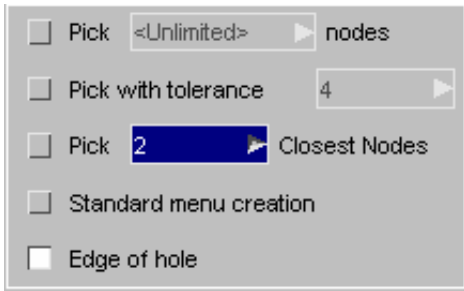 Pick <Unlimited> nodes
Pick with tolerance 4
Pick 2 Closest Nodes
Standard menu creation
Edge of hole